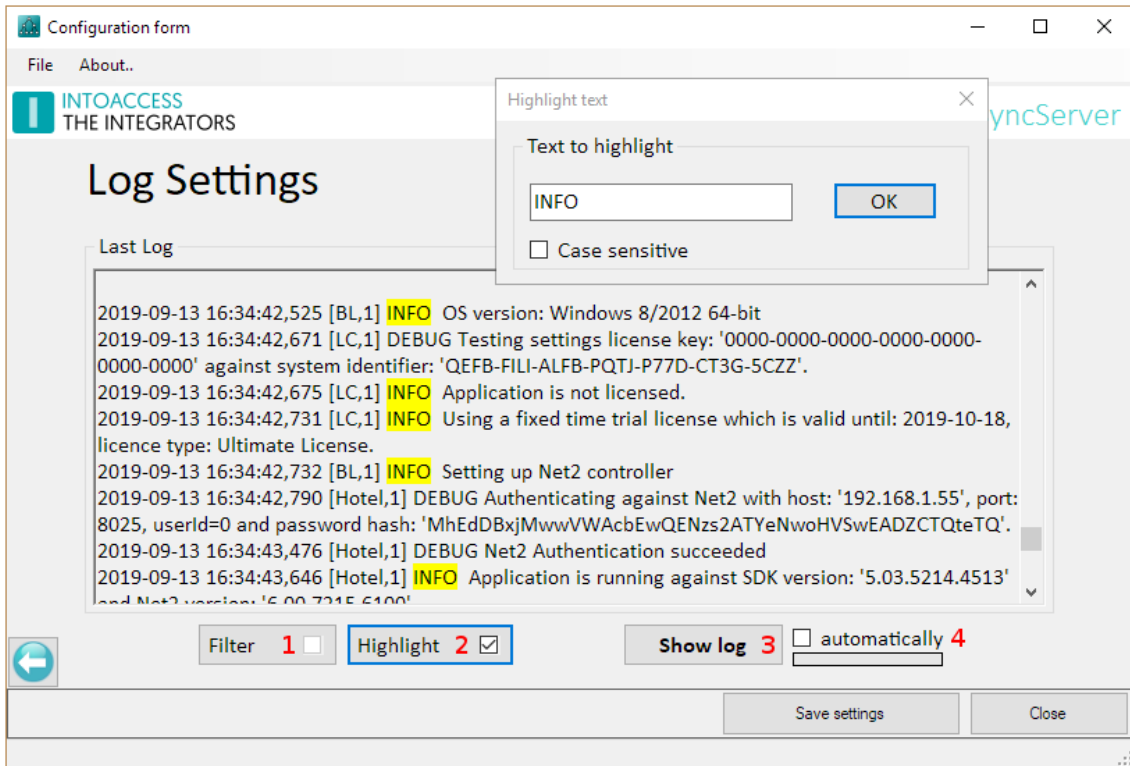 Configuration form
File About..
INTOACCESS
THE INTEGRATORS
yncServer
Highlight text
Text to highlight
INFO
OK
Case sensitive
Log Settings
Last Log
2019-09-13 16:34:42,525 [BL,1] INFO OS version: Windows 8/2012 64-bit
2019-09-13 16:34:42,671 [LC,1] DEBUG Testing settings license key: '0000-0000-0000-0000-0000-
0000-0000' against system identifier: 'QEFB-FILI-ALFB-PQTJ-P77D-CT3G-5CZZ'.
2019-09-13 16:34:42,675 [LC,1] INFO Application is not licensed.
2019-09-13 16:34:42,731 [LC,1] INFO Using a fixed time trial license which is valid until: 2019-10-18,
licence type: Ultimate License.
2019-09-13 16:34:42,732 [BL,1] INFO Setting up Net2 controller
2019-09-13 16:34:42,790 [Hotel,1] DEBUG Authenticating against Net2 with host: '192.168.1.55', port:
8025, userId=0 and password hash: 'MhEdDBxjMwwVWAcbEwQENzs2ATYeNwoHVSwEADZCTQteTQ'.
2019-09-13 16:34:43,476 [Hotel,1] DEBUG Net2 Authentication succeeded
2019-09-13 16:34:43,646 [Hotel,1] INFO Application is running against SDK version: '5.03.5214.4513'
and Net2 version: '6.00.7215.6100'
Filter 1
Highlight 2
Show log 3
automatically 4
Save settings
Close